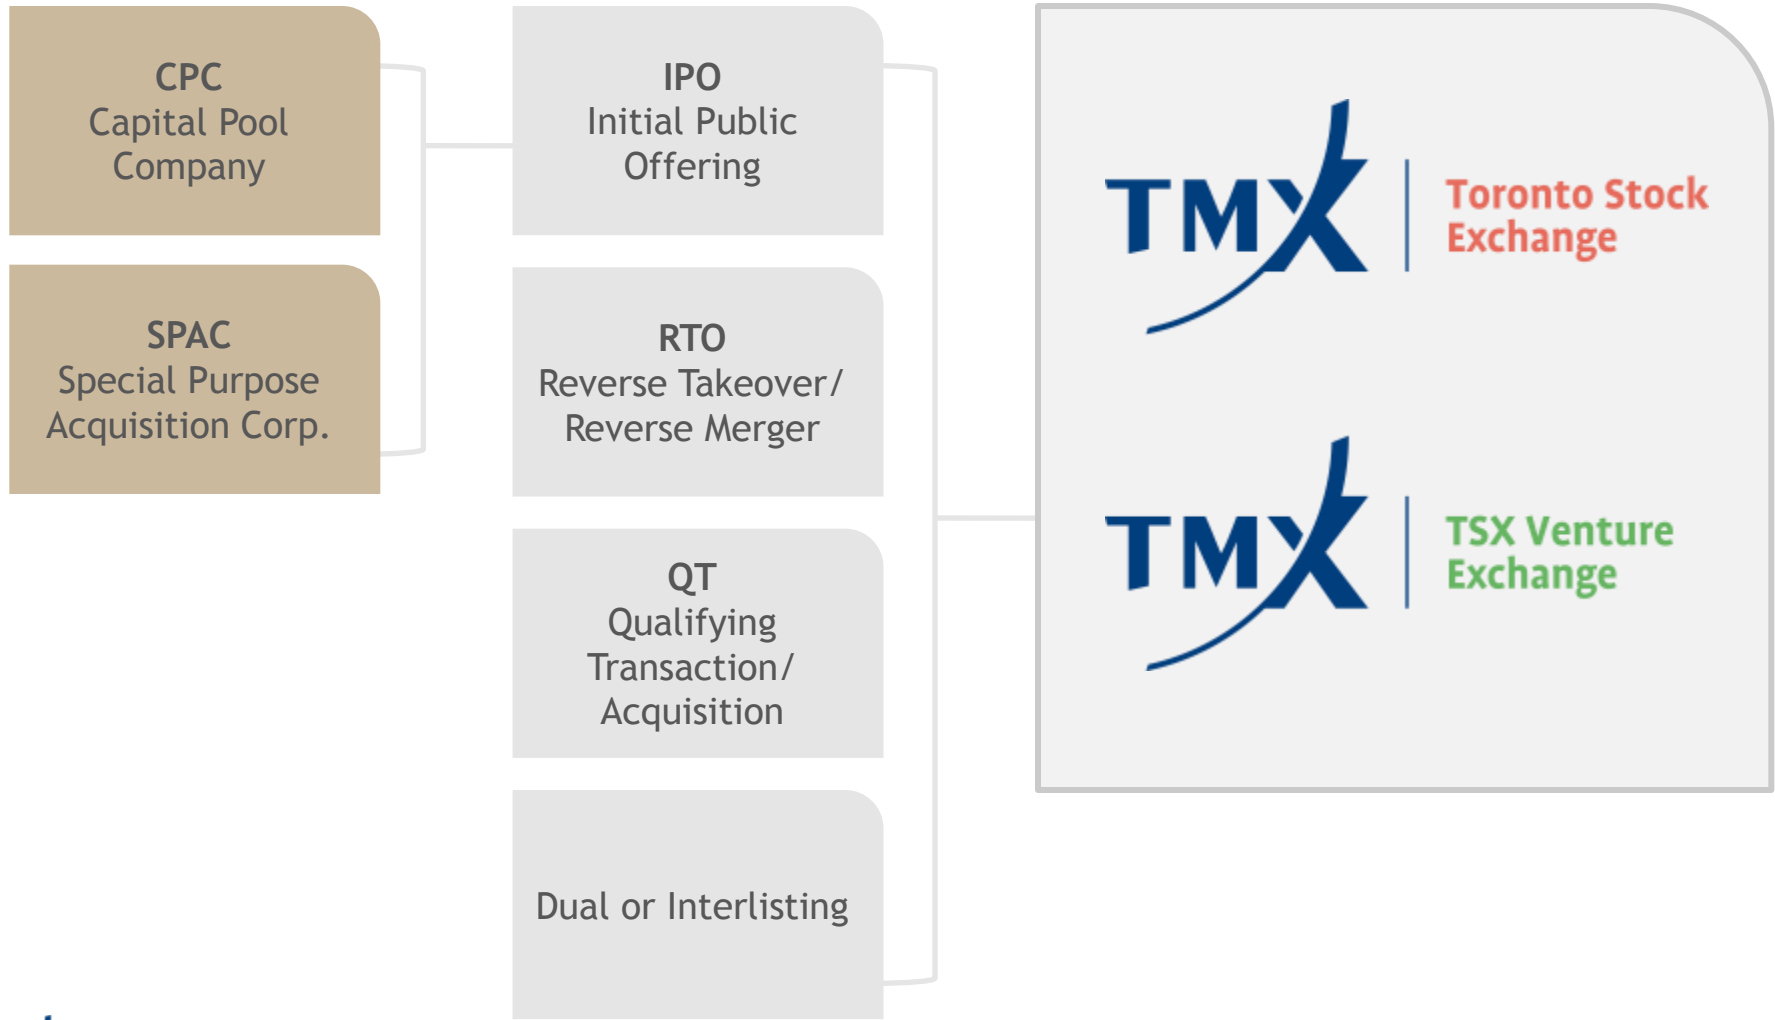 CPC
Capital Pool
Company
SPAC
Special Purpose
Acquisition Corp.
IPO
Initial Public
Offering
RTO
Reverse Takeover/
Reverse Merger
QT
Qualifying
Transaction/
Acquisition
Dual or Interlisting
TMX
Toronto Stock
Exchange
TMX
TSX Venture
Exchange